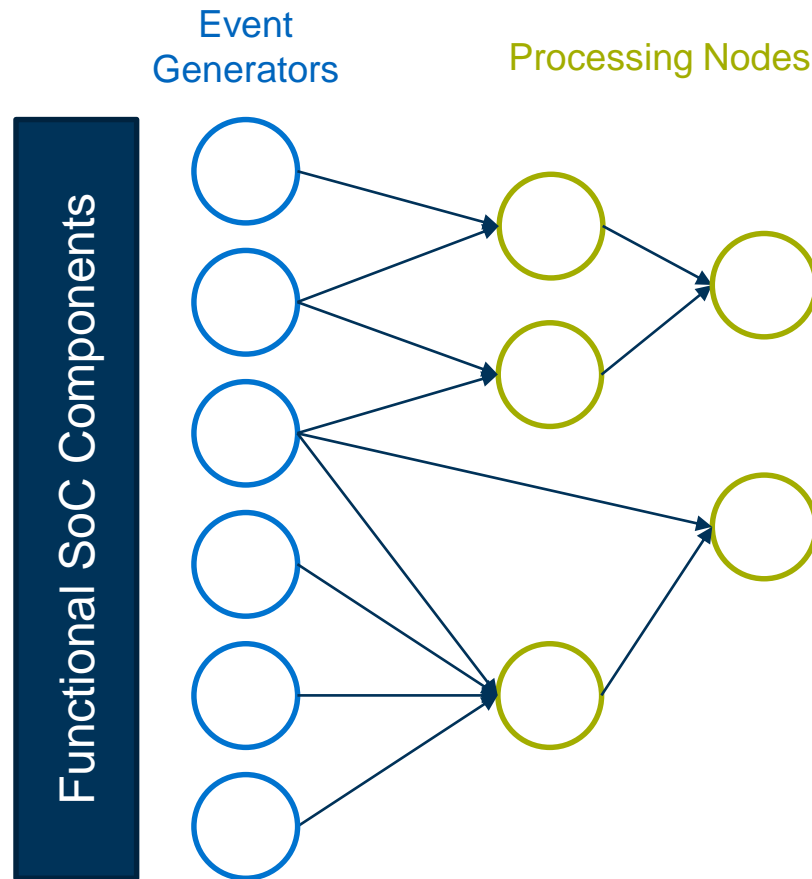 Event
Generators
Processing Nodes
Functional SoC Components